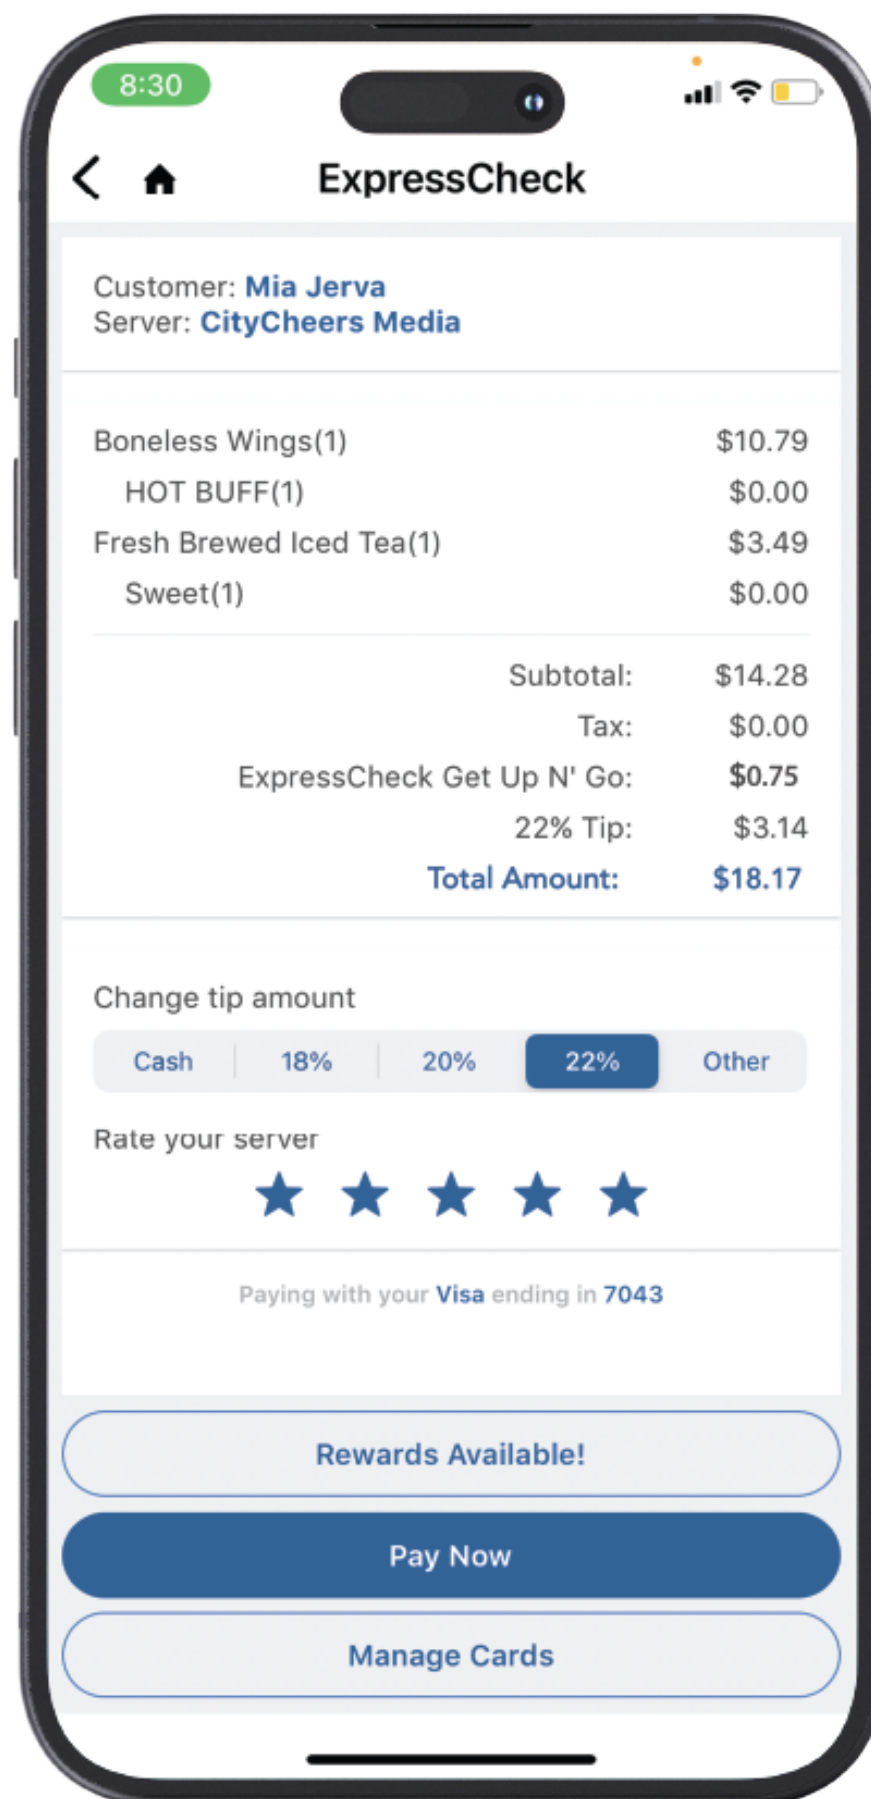 8:30
ExpressCheck
Customer: Mia Jerva
Server: CityCheers Media
Boneless Wings(1) $10.79
HOT BUFF(1) $0.00
Fresh Brewed Iced Tea(1) $3.49
Sweet(1) $0.00
Subtotal: $14.28
Tax: $0.00
ExpressCheck Get Up N' Go: $0.75
22% Tip: $3.14
Total Amount: $18.17
Change tip amount
Cash 18% 20% 22% Other
Rate your server
Paying with your Visa ending in 7043
Rewards Available!
Pay Now
Manage Cards